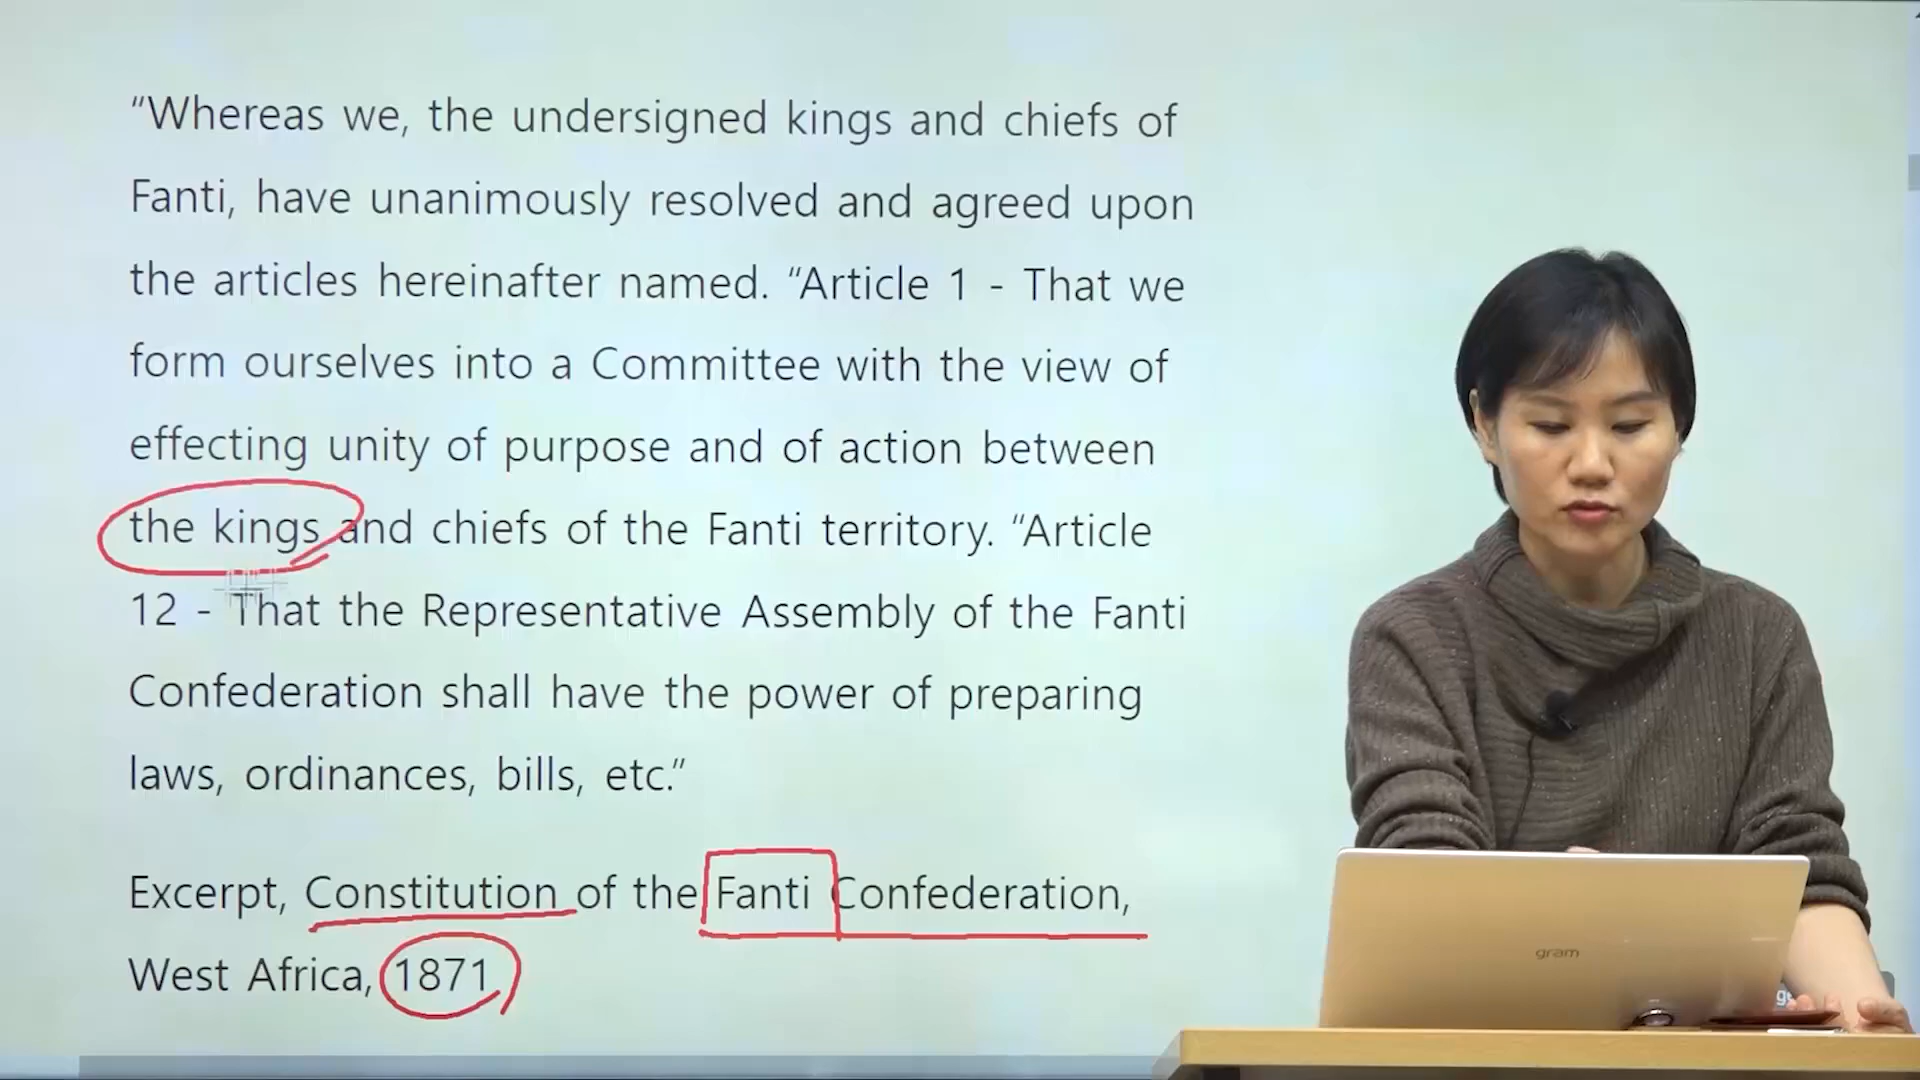 “Whereas we, the undersigned kings and chiefs of
Fanti, have unanimously resolved and agreed upon
the articles hereinafter named. “Article 1 - That we
form ourselves into a Committee with the view of
effecting unity of purpose and of action between
the kings and chiefs of the Fanti territory. “Article
12 - That the Representative Assembly of the Fanti
Confederation shall have the power of preparing
laws, ordinances, bills, etc.”
Excerpt, Constitution of the Fanti Confederation,
West Africa, 1871
gram